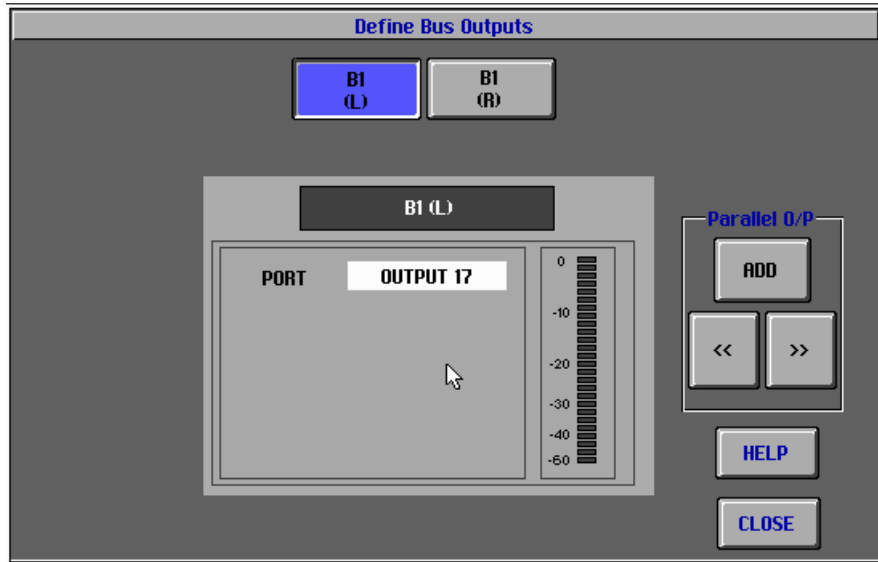 Define Bus Outputs
B1
(L)
B1
(R)
B1 (L)
PORT OUTPUT 17
0
-10
-20
-30
-40
-60
Parallel O/P
ADD
<< >>
HELP
CLOSE